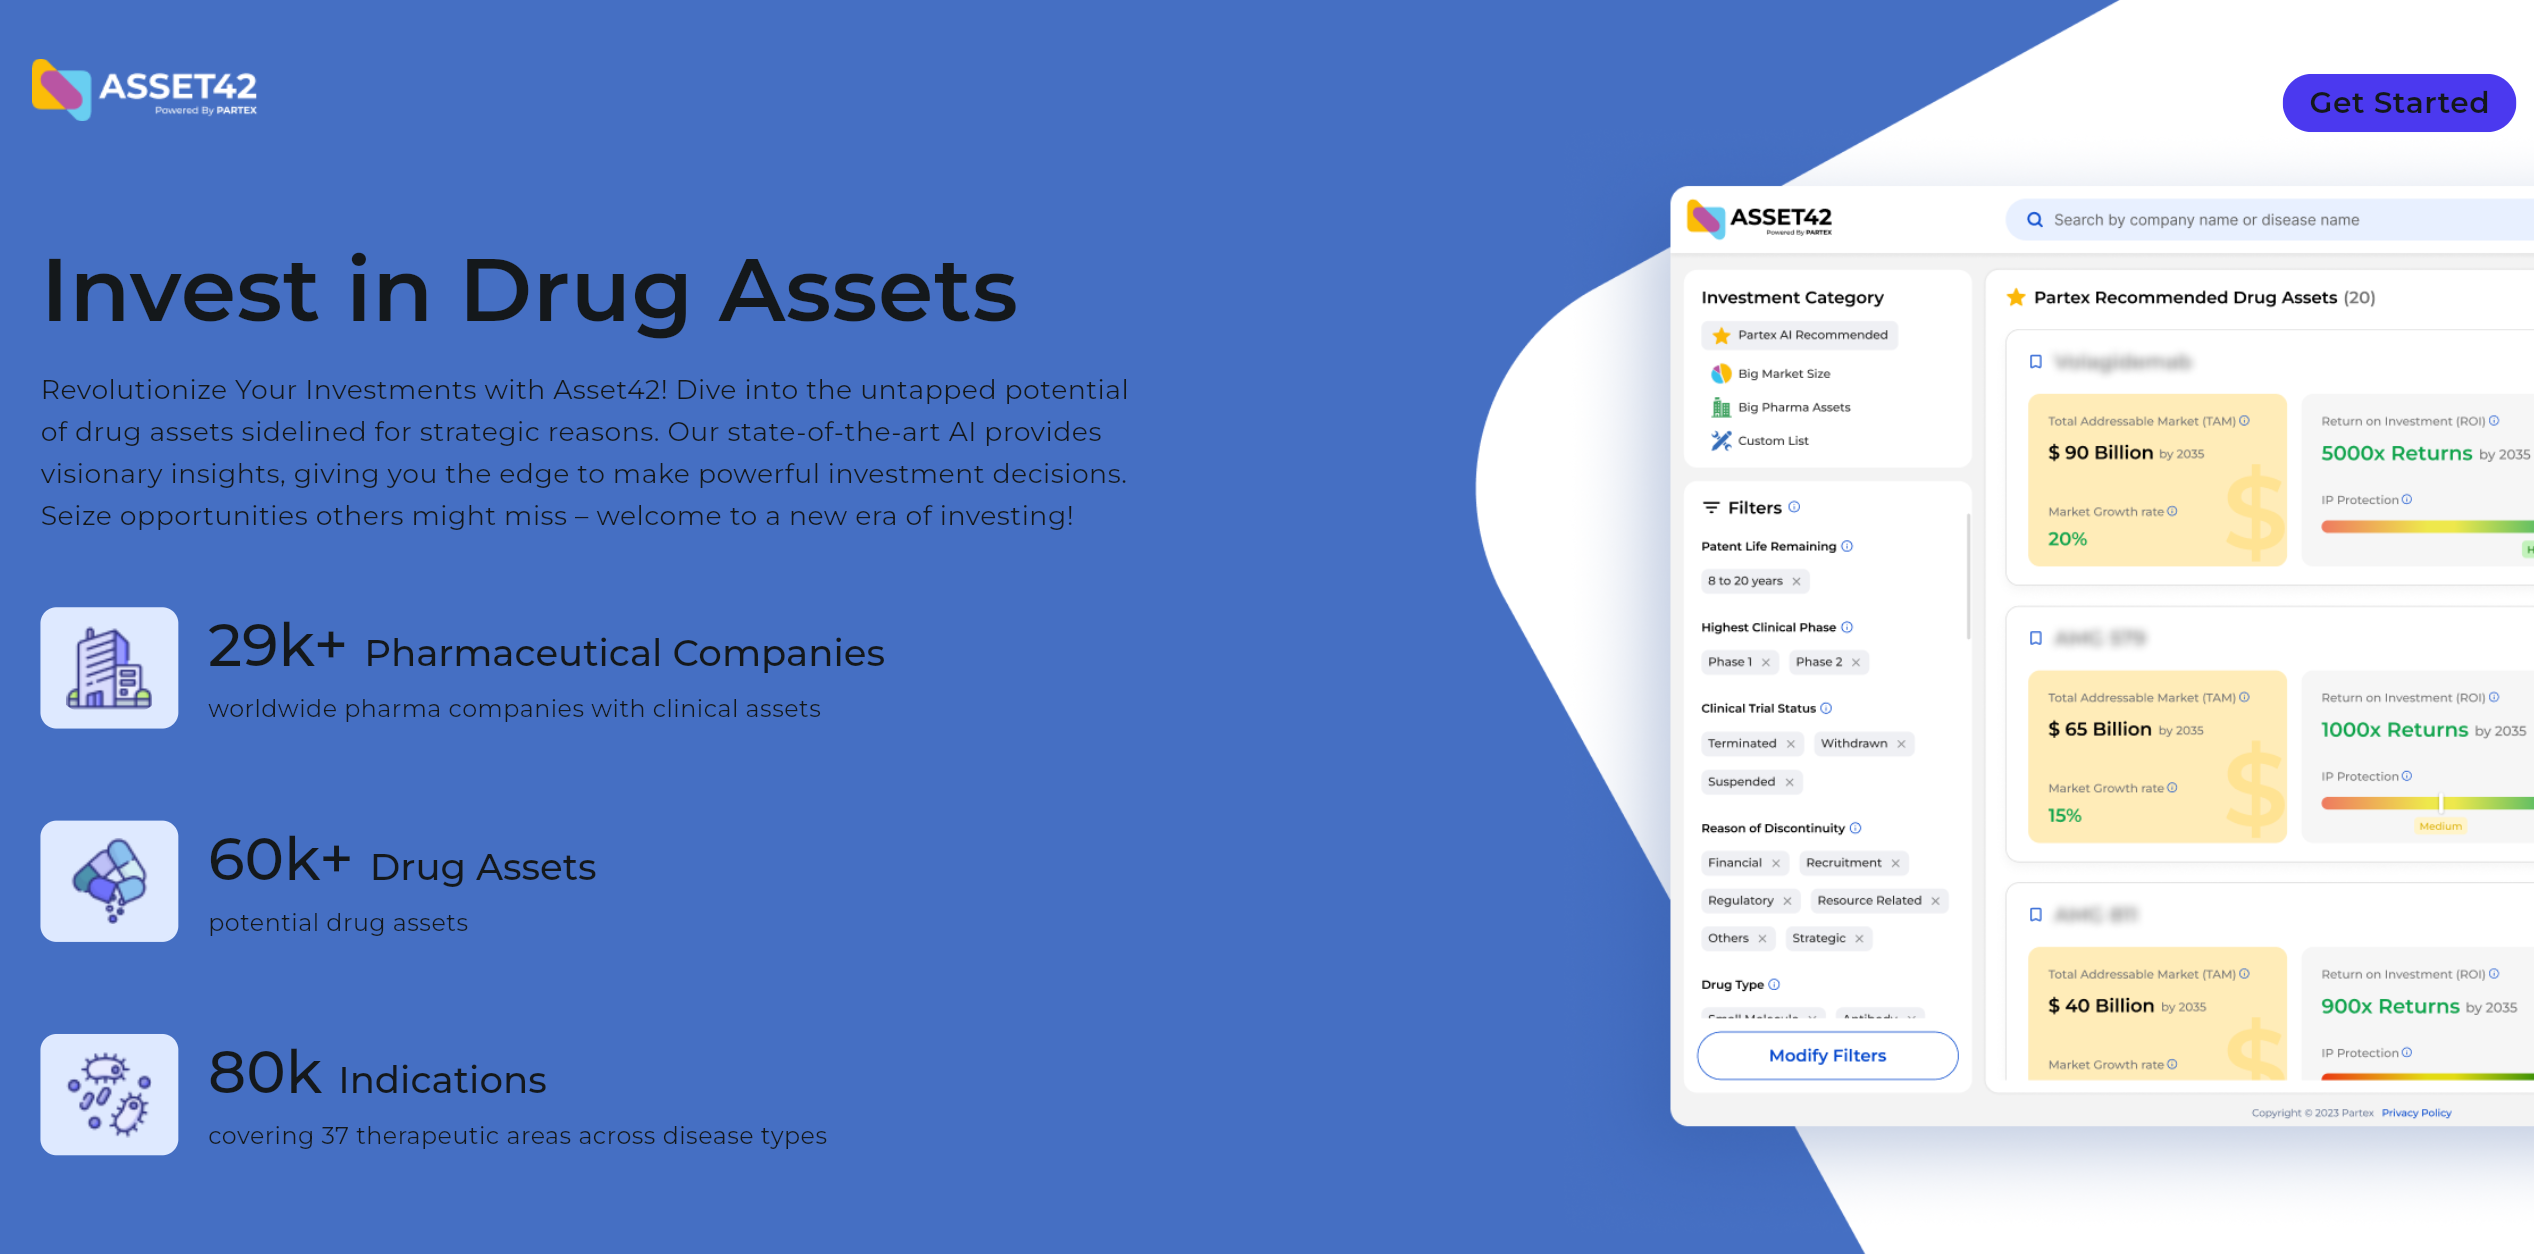 ASSET42
Powered By PARTEX
Get Started
Invest in Drug Assets
Revolutionize Your Investments with Asset42! Dive into the untapped potential
of drug assets sidelined for strategic reasons. Our state-of-the-art AI provides
visionary insights, giving you the edge to make powerful investment decisions.
Seize opportunities others might miss – welcome to a new era of investing!
29k+ Pharmaceutical Companies
worldwide pharma companies with clinical assets
60k+ Drug Assets
potential drug assets
80k Indications
covering 37 therapeutic areas across disease types
ASSET42
Powered By PARTEX
Search by company name or disease name
Investment Category
Partex AI Recommended
Big Market Size
Big Pharma Assets
Custom List
Filters
Patent Life Remaining
8 to 20 years ×
Highest Clinical Phase
Phase 1 × Phase 2 ×
Clinical Trial Status
Terminated × Withdrawn ×
Suspended ×
Reason of Discontinuity
Financial × Recruitment ×
Regulatory × Resource Related ×
Others × Strategic ×
Drug Type
Modify Filters
Partex Recommended Drug Assets (20)
Total Addressable Market (TAM)
$ 90 Billion by 2035
Market Growth rate
20%
Return on Investment (ROI)
5000x Returns by 2035
IP Protection
Total Addressable Market (TAM)
$ 65 Billion by 2035
Market Growth rate
15%
Return on Investment (ROI)
1000x Returns by 2035
IP Protection
Medium
Total Addressable Market (TAM)
$ 40 Billion by 2035
Market Growth rate
Return on Investment (ROI)
900x Returns by 2035
IP Protection
Copyright © 2023 Partex Privacy Policy